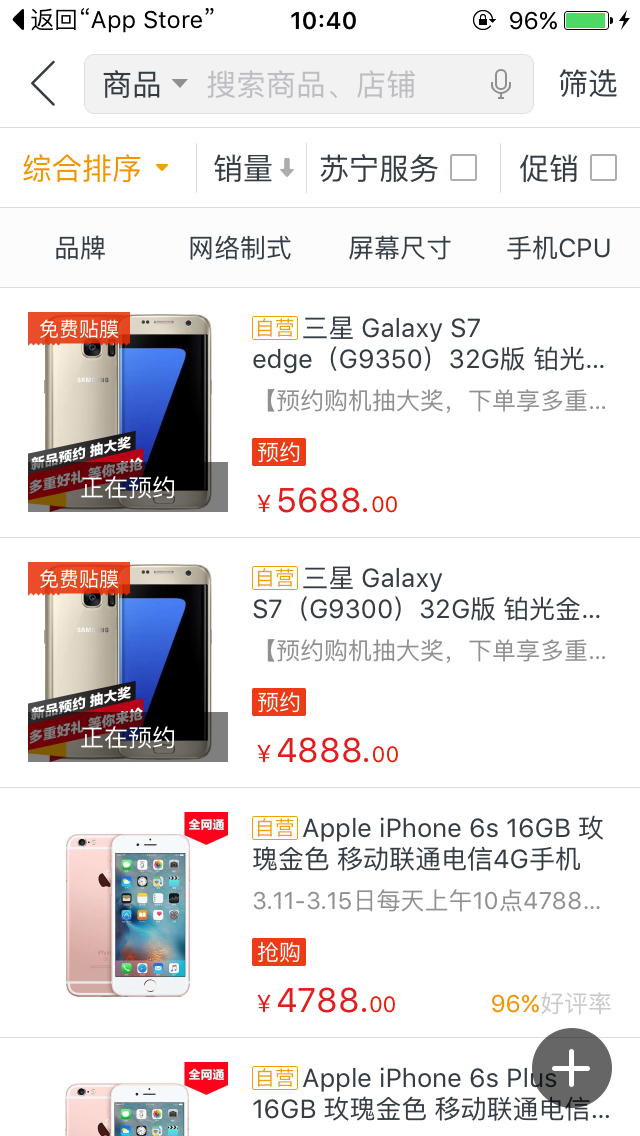 返回“App Store”
10:40
96%
商品
搜索商品、店铺
筛选
综合排序
销量
苏宁服务
促销
品牌
网络制式
屏幕尺寸
手机CPU
免费贴膜
SAMSUNG
新品预约 抽大奖
多重好礼 等你来抢
正在预约
自营 三星 Galaxy S7
edge（G9350）32G版 铂光...
【预约购机抽大奖，下单享多重...
预约
¥5688.00
免费贴膜
SAMSUNG
新品预约 抽大奖
多重好礼 等你来抢
正在预约
自营 三星 Galaxy
S7（G9300）32G版 铂光金...
【预约购机抽大奖，下单享多重...
预约
¥4888.00
全网通
自营 Apple iPhone 6s 16GB 玫
瑰金色 移动联通电信4G手机
3.11-3.15日每天上午10点4788...
抢购
¥4788.00
96%好评率
全网通
自营 Apple iPhone 6s Plus
16GB 玫瑰金色 移动联通电信...